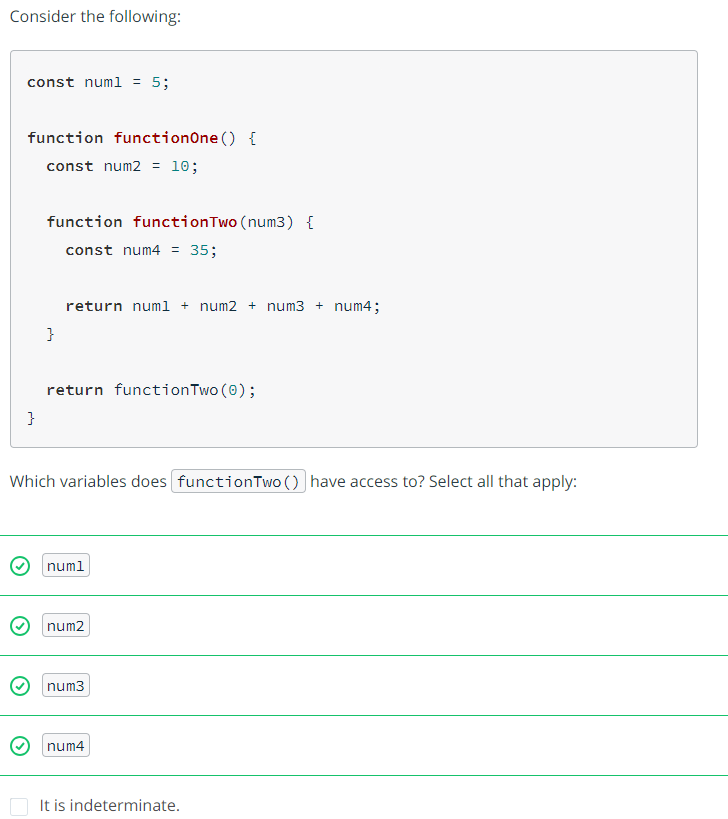 Consider the following:
const num1 = 5;
function functionOne() {
const num2 = 10;
function functionTwo(num3) {
const num4 = 35;
return num1 + num2 + num3 + num4;
}
return functionTwo(0);
}
Which variables does functionTwo() have access to? Select all that apply:
num1
num2
num3
num4
It is indeterminate.